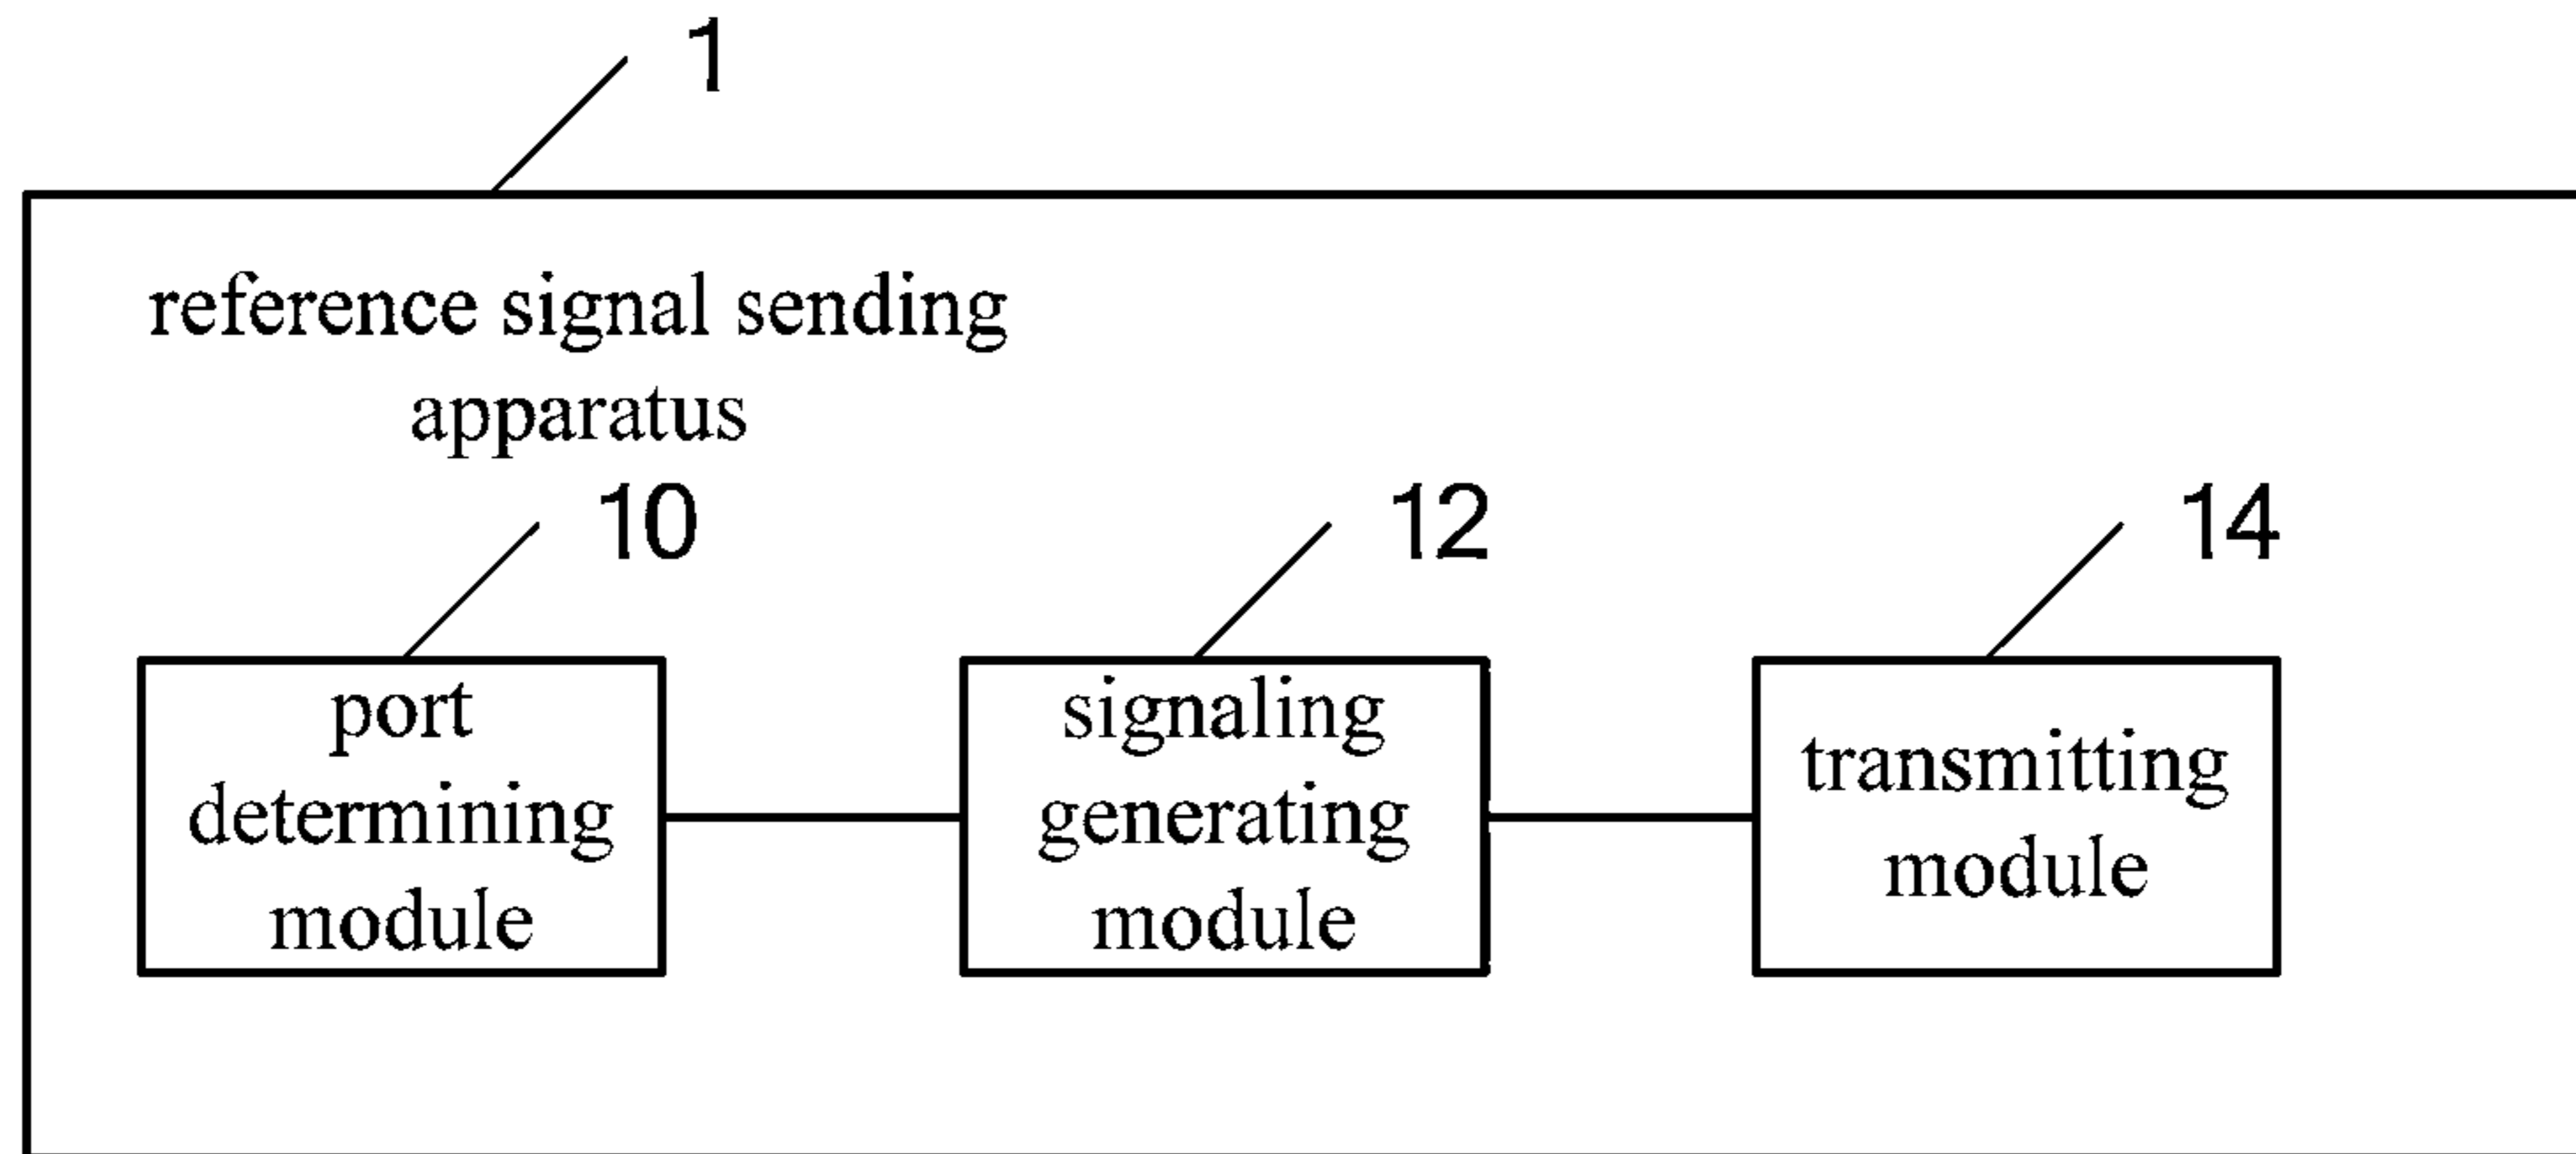 1
reference signal sending
apparatus
10
12
14
port
determining
module
signaling
generating
module
transmitting
module